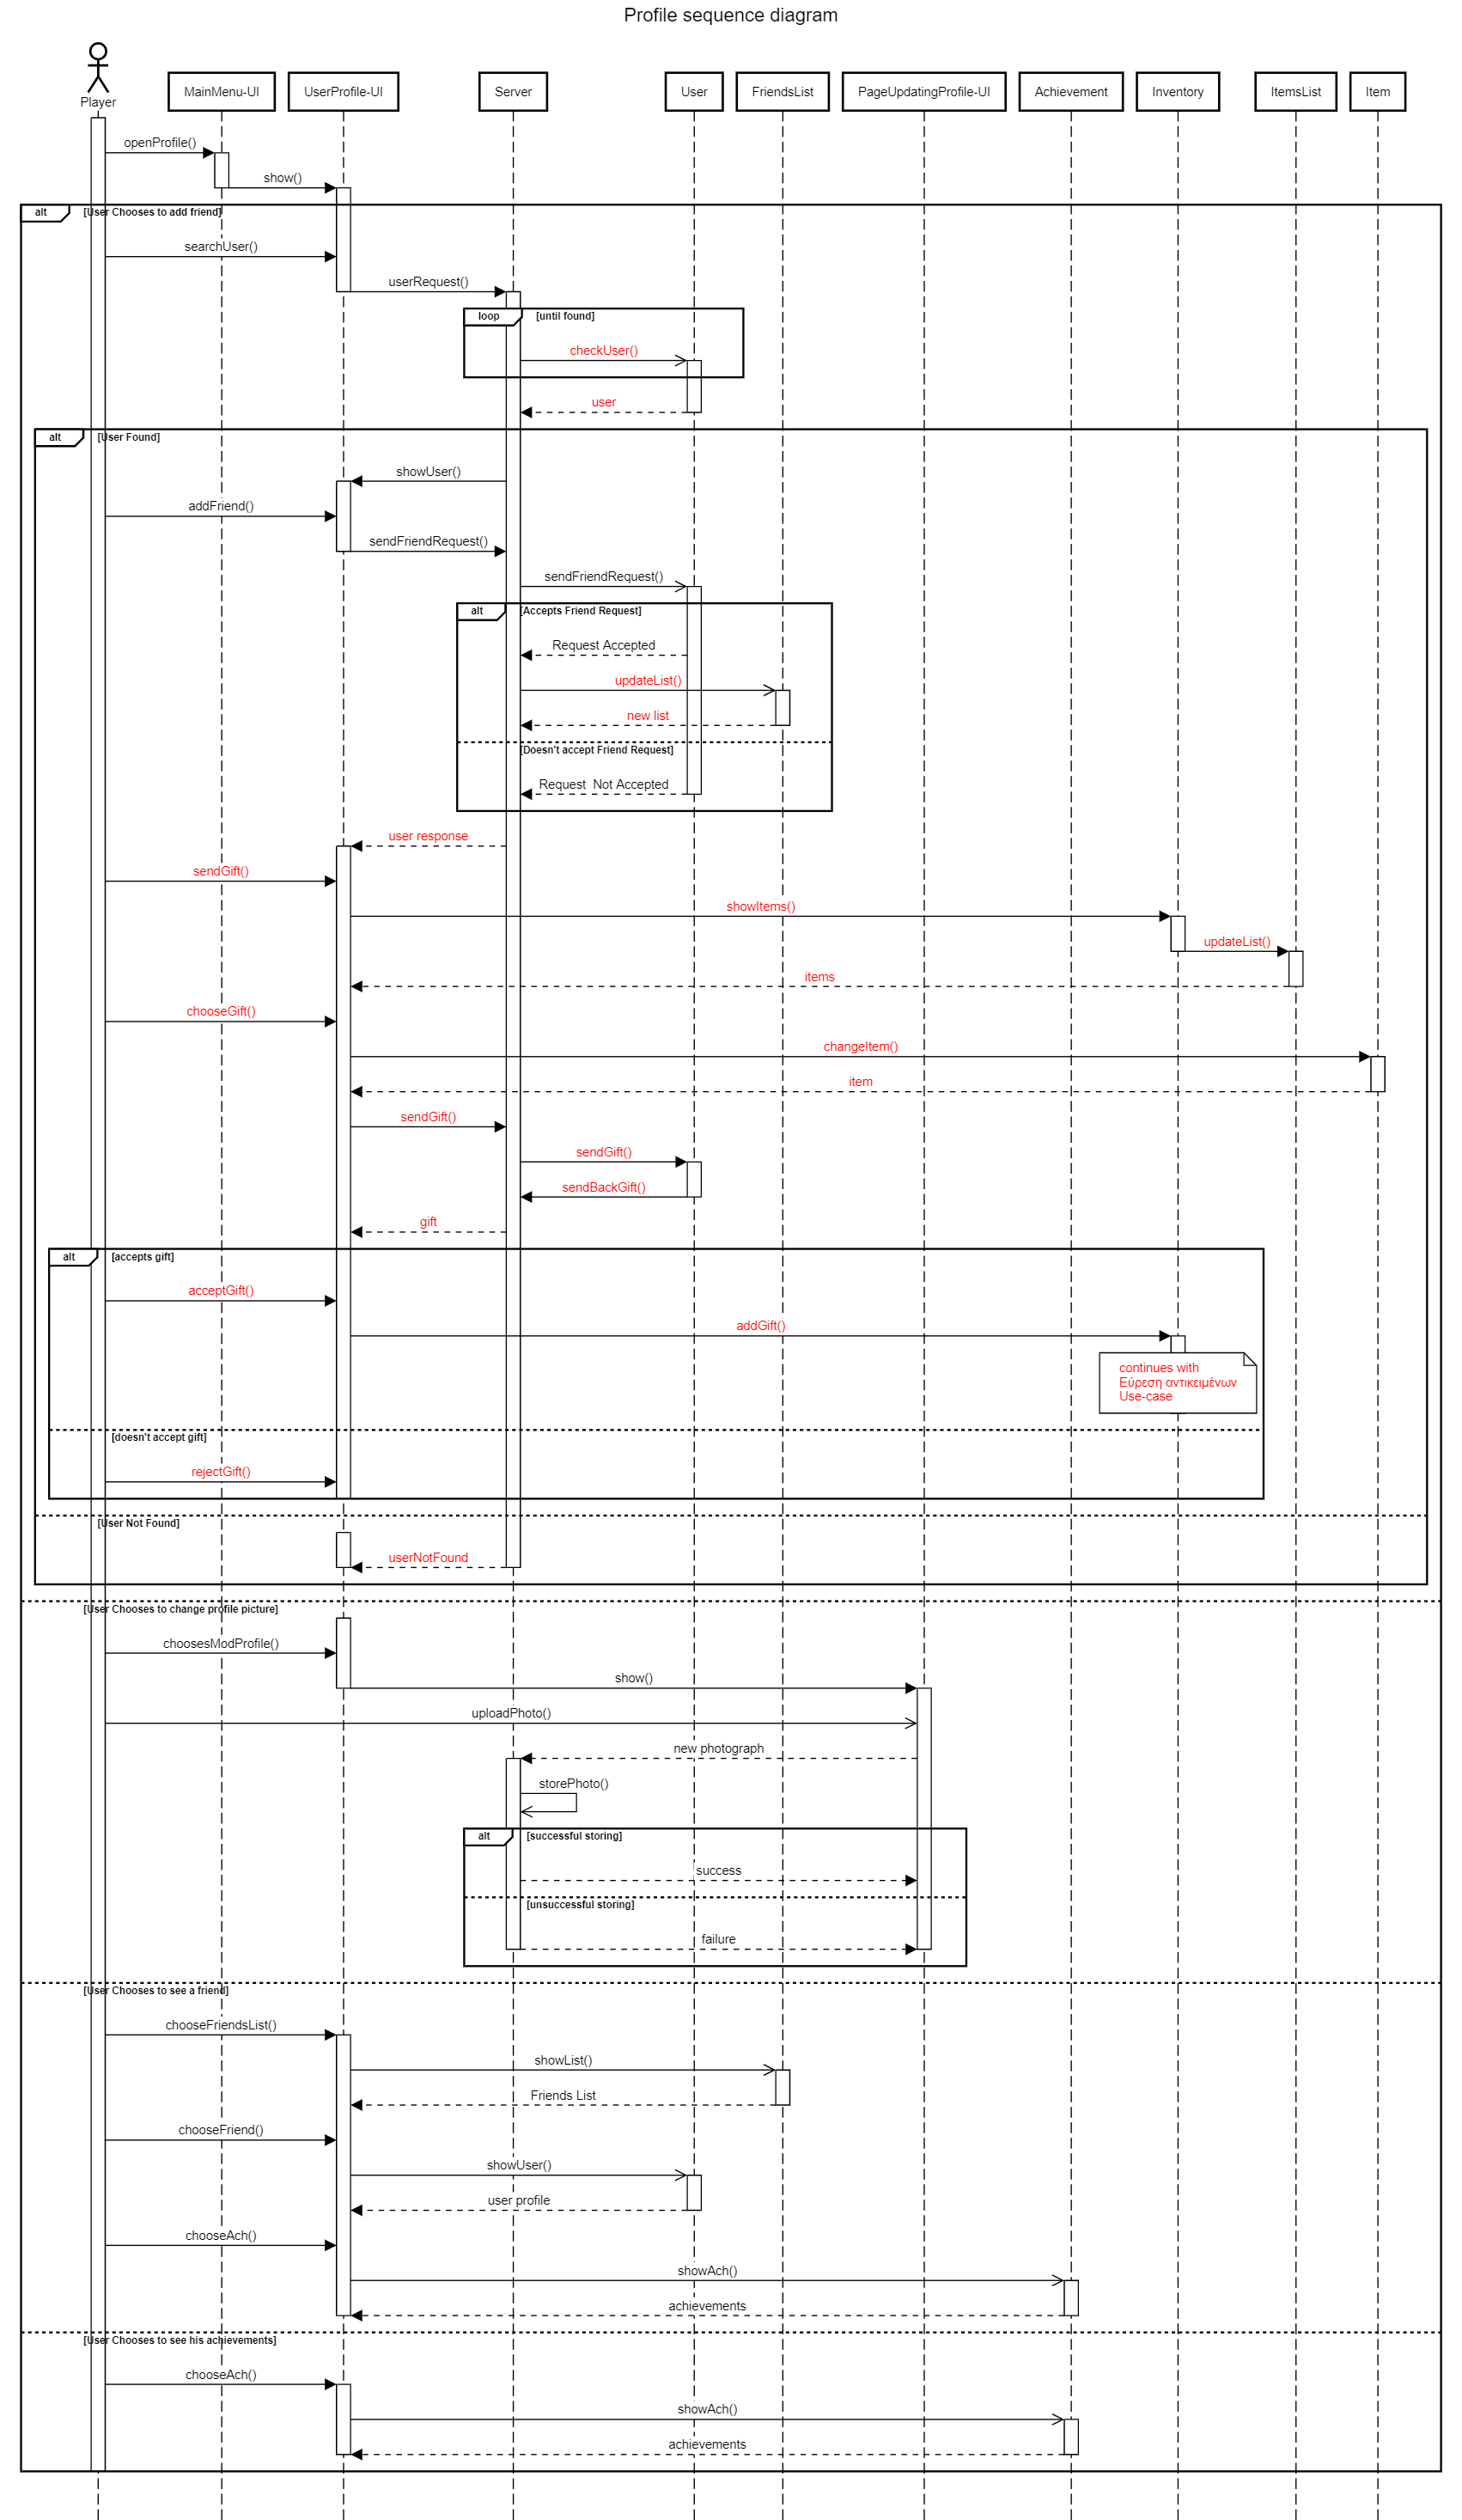 Profile sequence diagram
Player
MainMenu-UI
UserProfile-UI
Server
User
FriendsList
PageUpdatingProfile-UI
Achievement
Inventory
ItemsList
Item
openProfile()
show()
alt
[User Chooses to add friend]
searchUser()
userRequest()
loop
[until found]
checkUser()
user
alt
[User Found]
showUser()
addFriend()
sendFriendRequest()
sendFriendRequest()
alt
[Accepts Friend Request]
Request Accepted
updateList()
new list
[Doesn't accept Friend Request]
Request  Not Accepted
user response
sendGift()
showItems()
updateList()
items
chooseGift()
changeItem()
item
sendGift()
sendGift()
sendBackGift()
gift
alt
[accepts gift]
acceptGift()
addGift()
continues with
Εύρεση αντικειμένων
Use-case
[doesn't accept gift]
rejectGift()
[User Not Found]
userNotFound
[User Chooses to change profile picture]
choosesModProfile()
show()
uploadPhoto()
new photograph
storePhoto()
alt
[successful storing]
success
[unsuccessful storing]
failure
[User Chooses to see a friend]
chooseFriendsList()
showList()
Friends List
chooseFriend()
showUser()
user profile
chooseAch()
showAch()
achievements
[User Chooses to see his achievements]
chooseAch()
showAch()
achievements